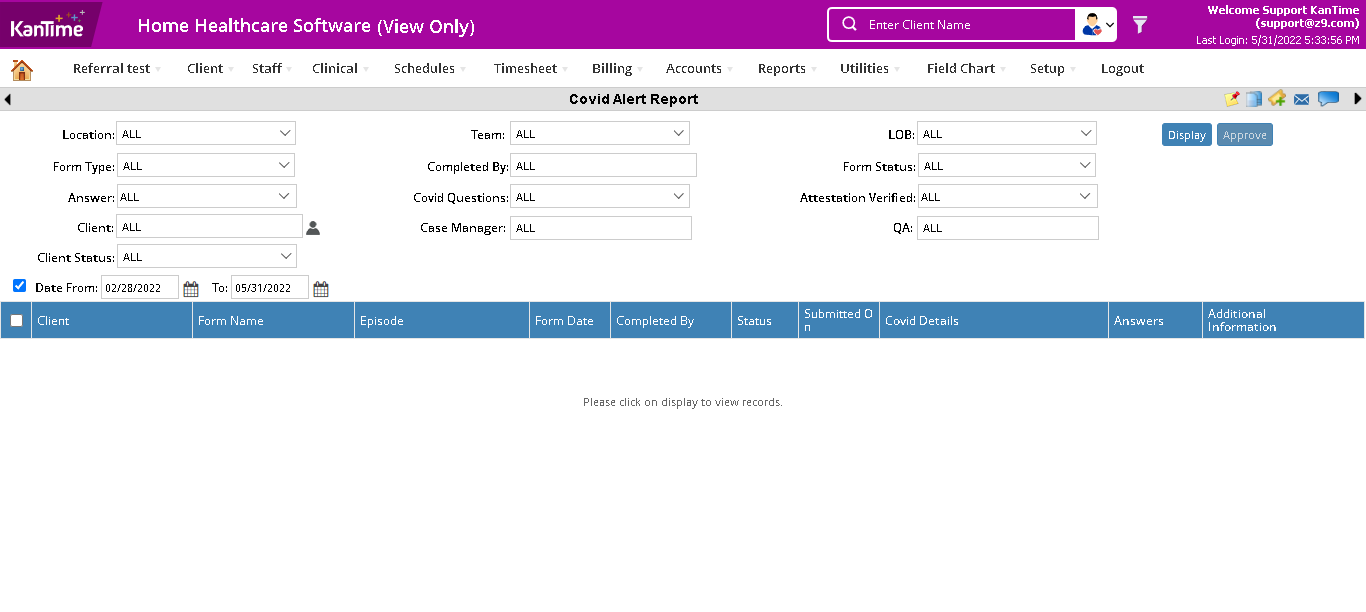 KanTime
Home Healthcare Software (View Only)
Enter Client Name
Welcome Support KanTime
(support@z9.com)
Last Login: 5/31/2022 5:33:56 PM
Referral test Client Staff Clinical Schedules Timesheet Billing Accounts Reports Utilities Field Chart Setup Logout
Covid Alert Report
Location: ALL Team: ALL LOB: ALL Display Approve
Form Type: ALL Completed By: ALL Form Status: ALL
Answer: ALL Covid Questions: ALL Attestation Verified: ALL
Client: ALL Case Manager: ALL QA: ALL
Client Status: ALL
Date From: 02/28/2022 To: 05/31/2022
Client Form Name Episode Form Date Completed By Status Submitted O
n Covid Details Answers Additional
Information
Please click on display to view records.